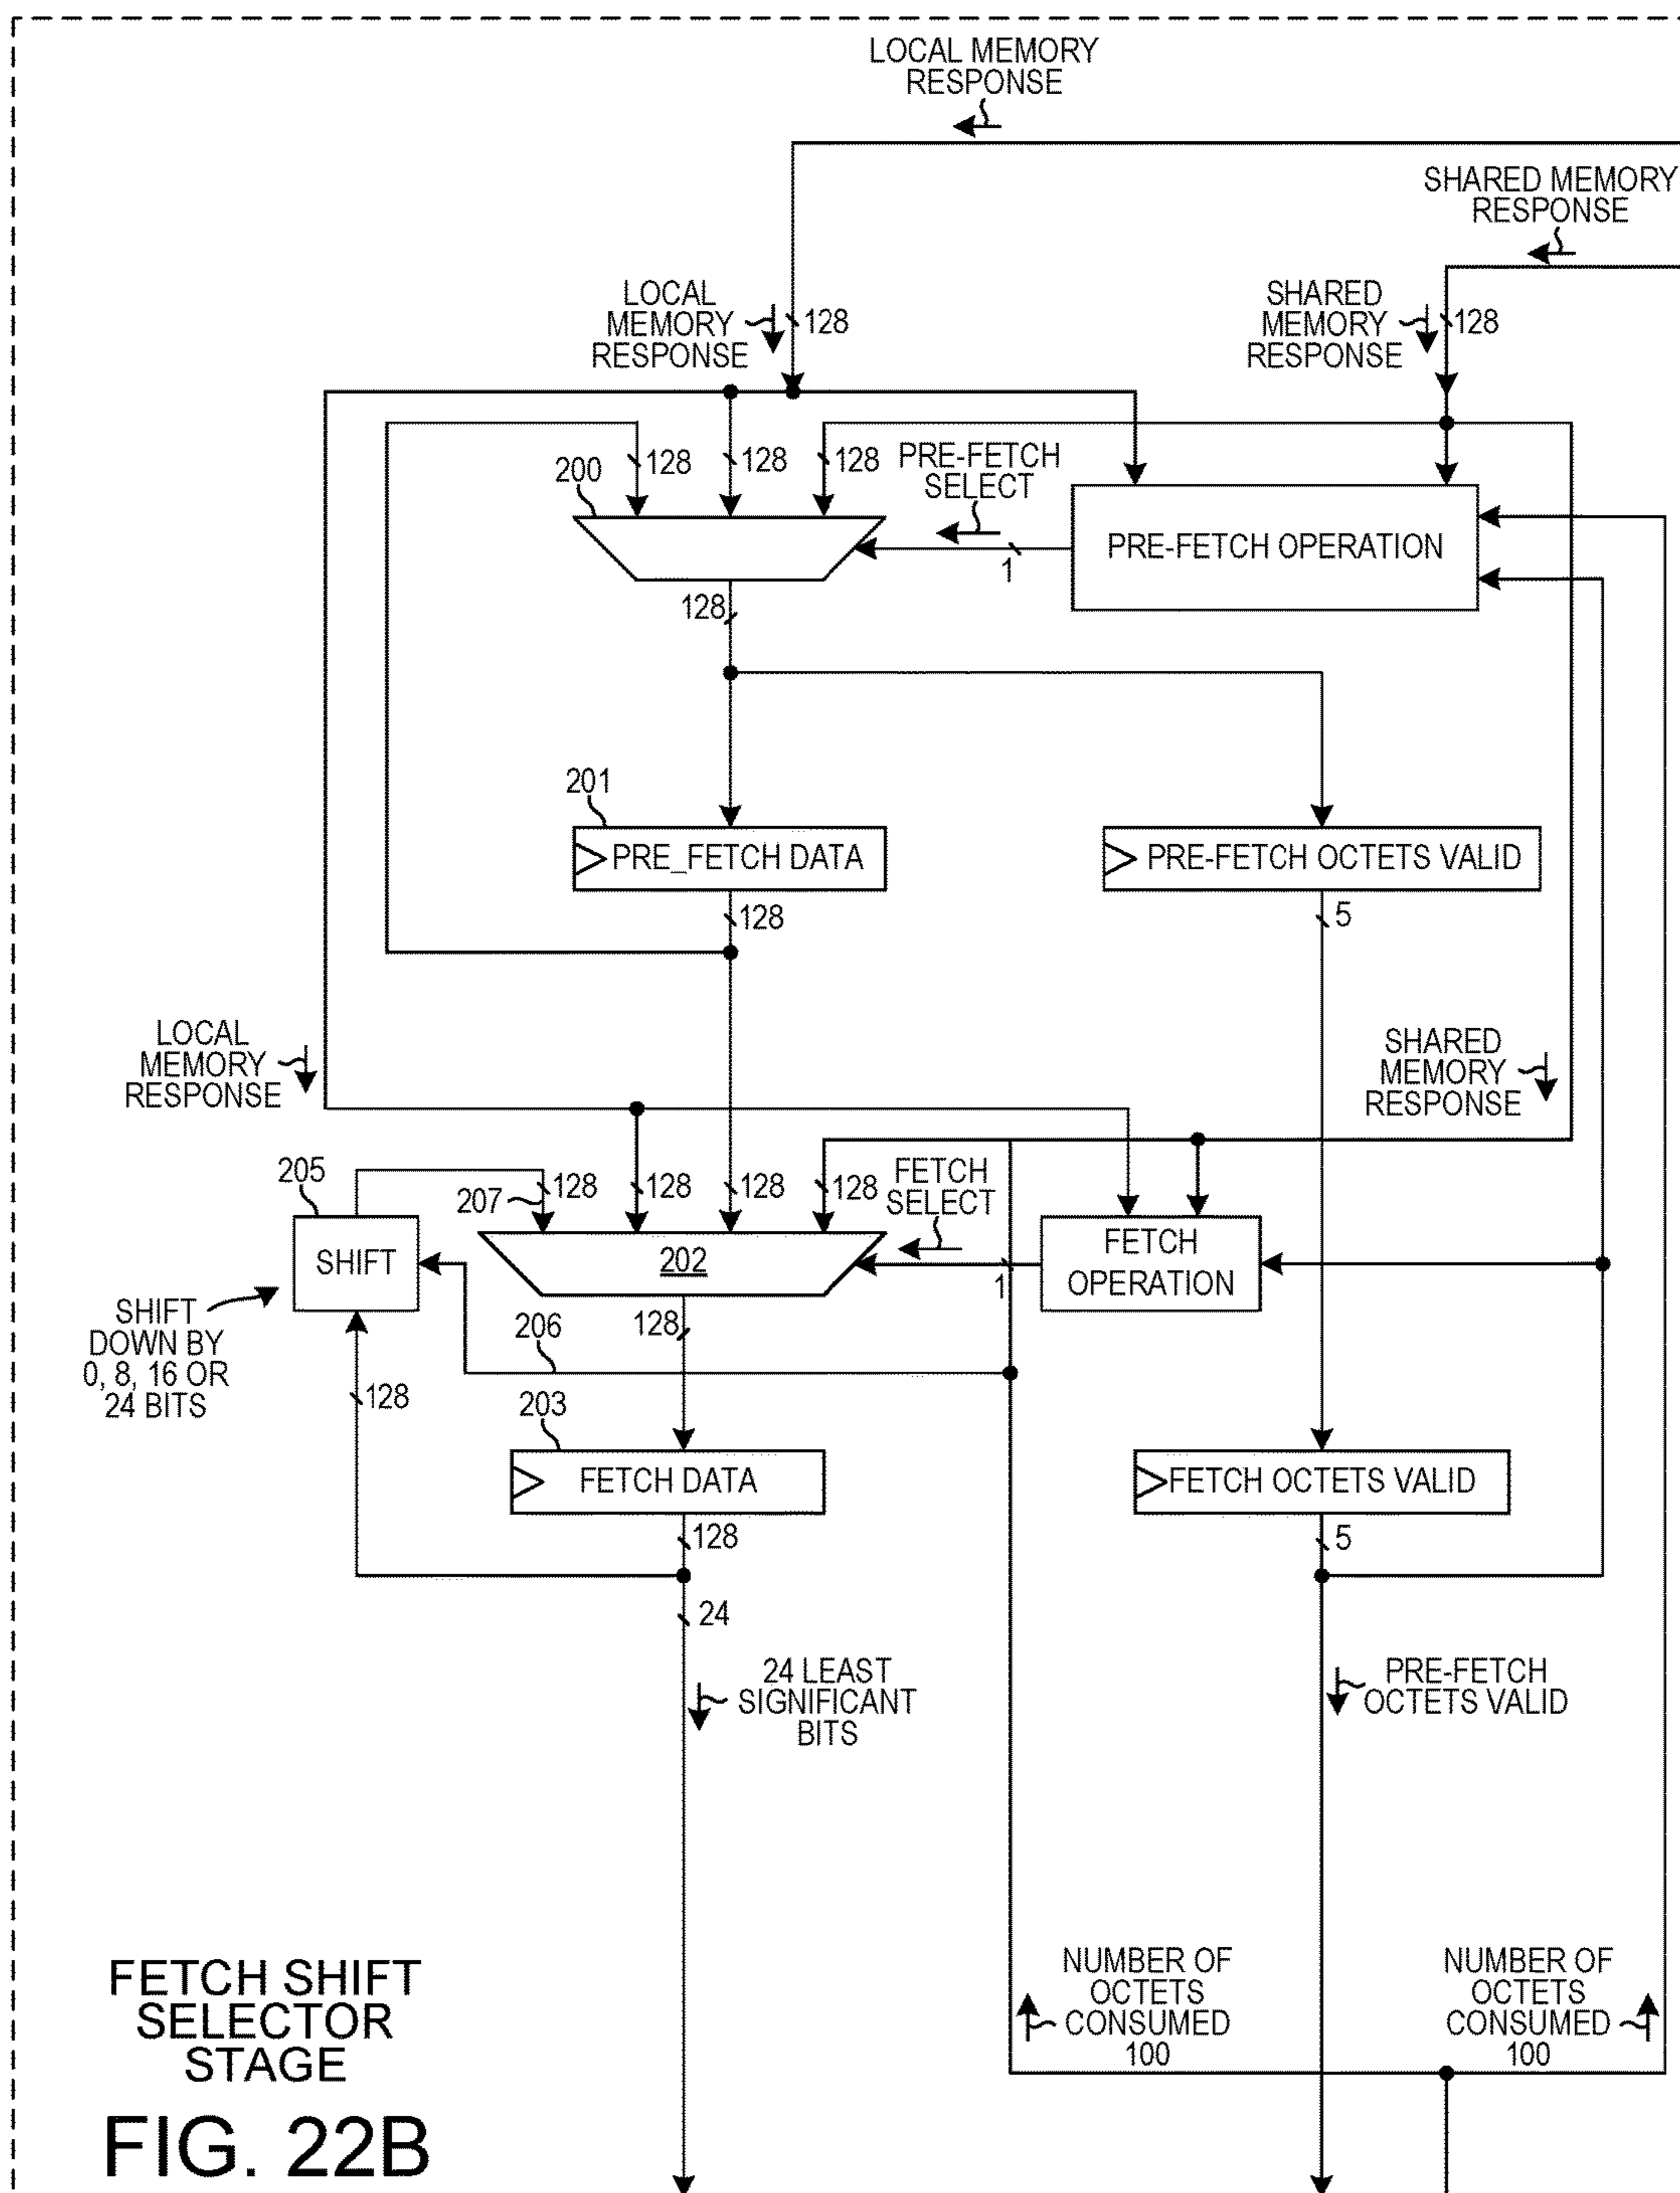 LOCAL MEMORY
RESPONSE
SHARED MEMORY
RESPONSE
LOCAL
MEMORY
RESPONSE
128
SHARED
MEMORY
RESPONSE
128
200
128
128
128
PRE-FETCH
SELECT
1
PRE-FETCH OPERATION
128
201
PRE_FETCH DATA
PRE-FETCH OCTETS VALID
128
5
LOCAL
MEMORY
RESPONSE
SHARED
MEMORY
RESPONSE
205
207
128
128
128
128
FETCH
SELECT
SHIFT
202
1
FETCH
OPERATION
SHIFT
DOWN BY
0, 8, 16 OR
24 BITS
128
206
128
203
FETCH DATA
FETCH OCTETS VALID
128
5
24
24 LEAST
SIGNIFICANT
BITS
PRE-FETCH
OCTETS VALID
NUMBER OF
OCTETS
CONSUMED
100
NUMBER OF
OCTETS
CONSUMED
100
FETCH SHIFT
SELECTOR
STAGE
FIG. 22B